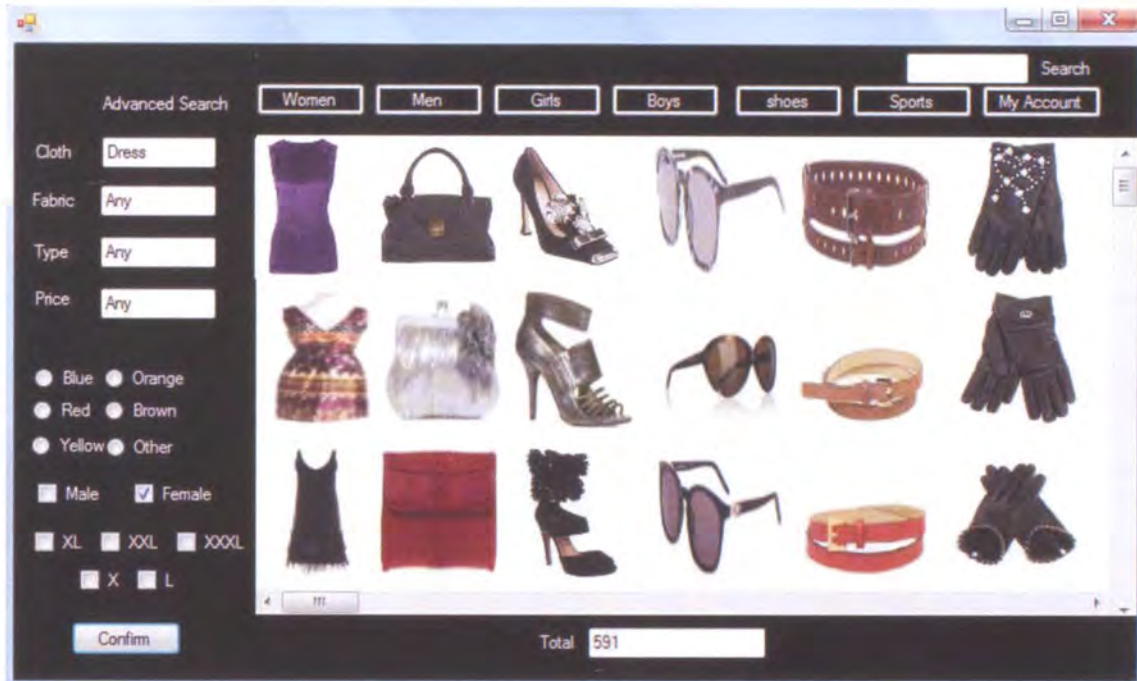 Search
Advanced Search
Women Men Girls Boys shoes Sports My Account
Cloth Dress
Fabric Any
Type Any
Price Any
Blue Orange
Red Brown
Yellow Other
Male Female
XL XXL XXXL
X L
Confirm
Total 591